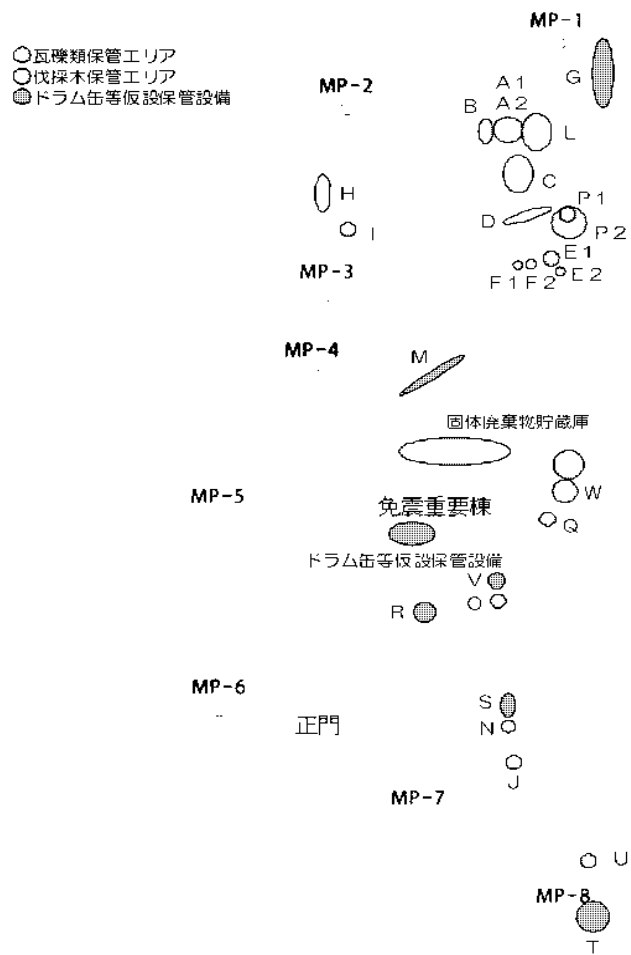 MP-1
○瓦礫類保管エリア
○伐採木保管エリア
ドラム缶等仮設保管設備
G
MP-2
A1
A2
B
L
C
H
P1
D
P2
I
E1
E2
F1 F2
MP-3
MP-4
M
固体廃棄物貯蔵庫
W
MP-5
免震重要棟
Q
ドラム缶等仮設保管設備
V
O
R
MP-6
S
正門
N
J
MP-7
U
MP-8
T